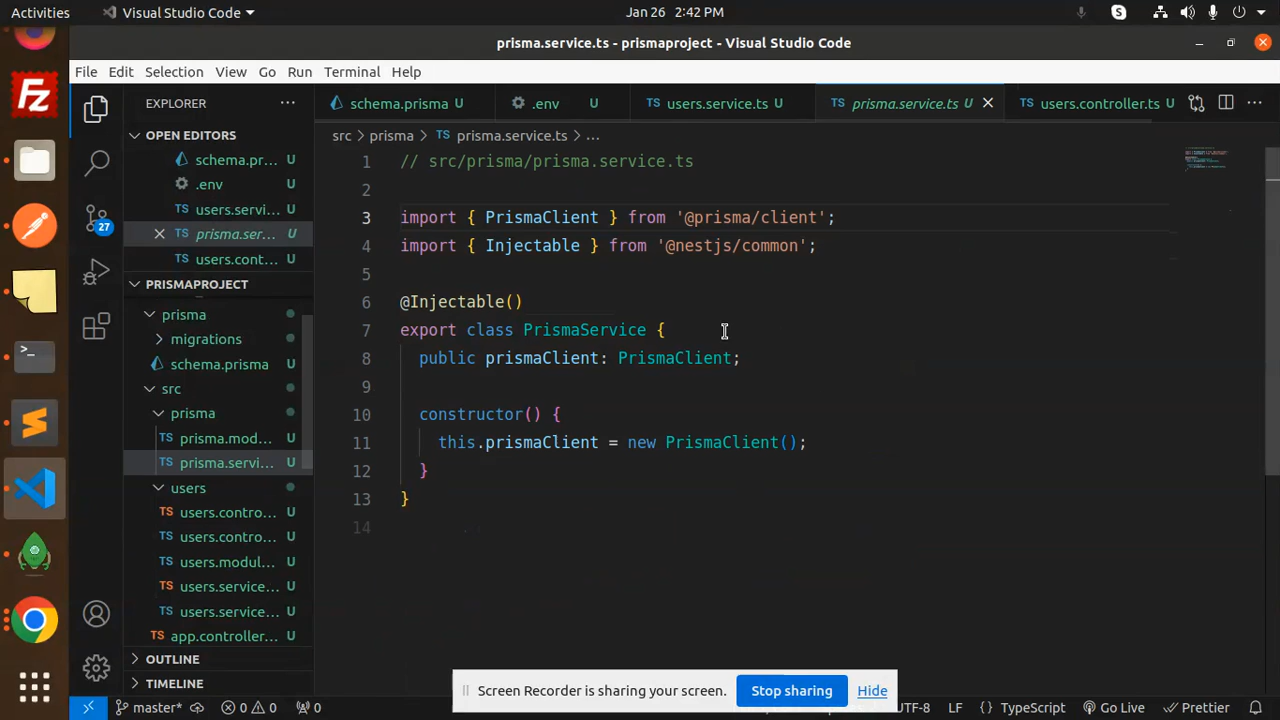 Activities
Visual Studio Code
Jan 26 2:42 PM
prisma.service.ts - prismaproject - Visual Studio Code
File Edit Selection View Go Run Terminal Help
EXPLORER
schema.prisma U
.env U
users.service.ts U
prisma.service.ts U
users.controller.ts U
OPEN EDITORS
schema.pr... U
.env U
users.servi... U
prisma.ser... U
users.cont... U
PRISMAPROJECT
prisma
migrations
schema.prisma U
src
prisma
prisma.mod... U
prisma.servi... U
users
users.contro... U
users.contro... U
users.modul... U
users.service... U
users.service... U
app.controller... U
OUTLINE
TIMELINE
27
src > prisma > TS prisma.service.ts > ...
1 // src/prisma/prisma.service.ts
2
3 import { PrismaClient } from '@prisma/client';
4 import { Injectable } from '@nestjs/common';
5
6 @Injectable()
7 export class PrismaService {
8 public prismaClient: PrismaClient;
9
10 constructor() {
11 this.prismaClient = new PrismaClient();
12 }
13 }
14
Screen Recorder is sharing your screen. Stop sharing Hide
master* 0 0 0 UTF-8 LF {} TypeScript Go Live Prettier